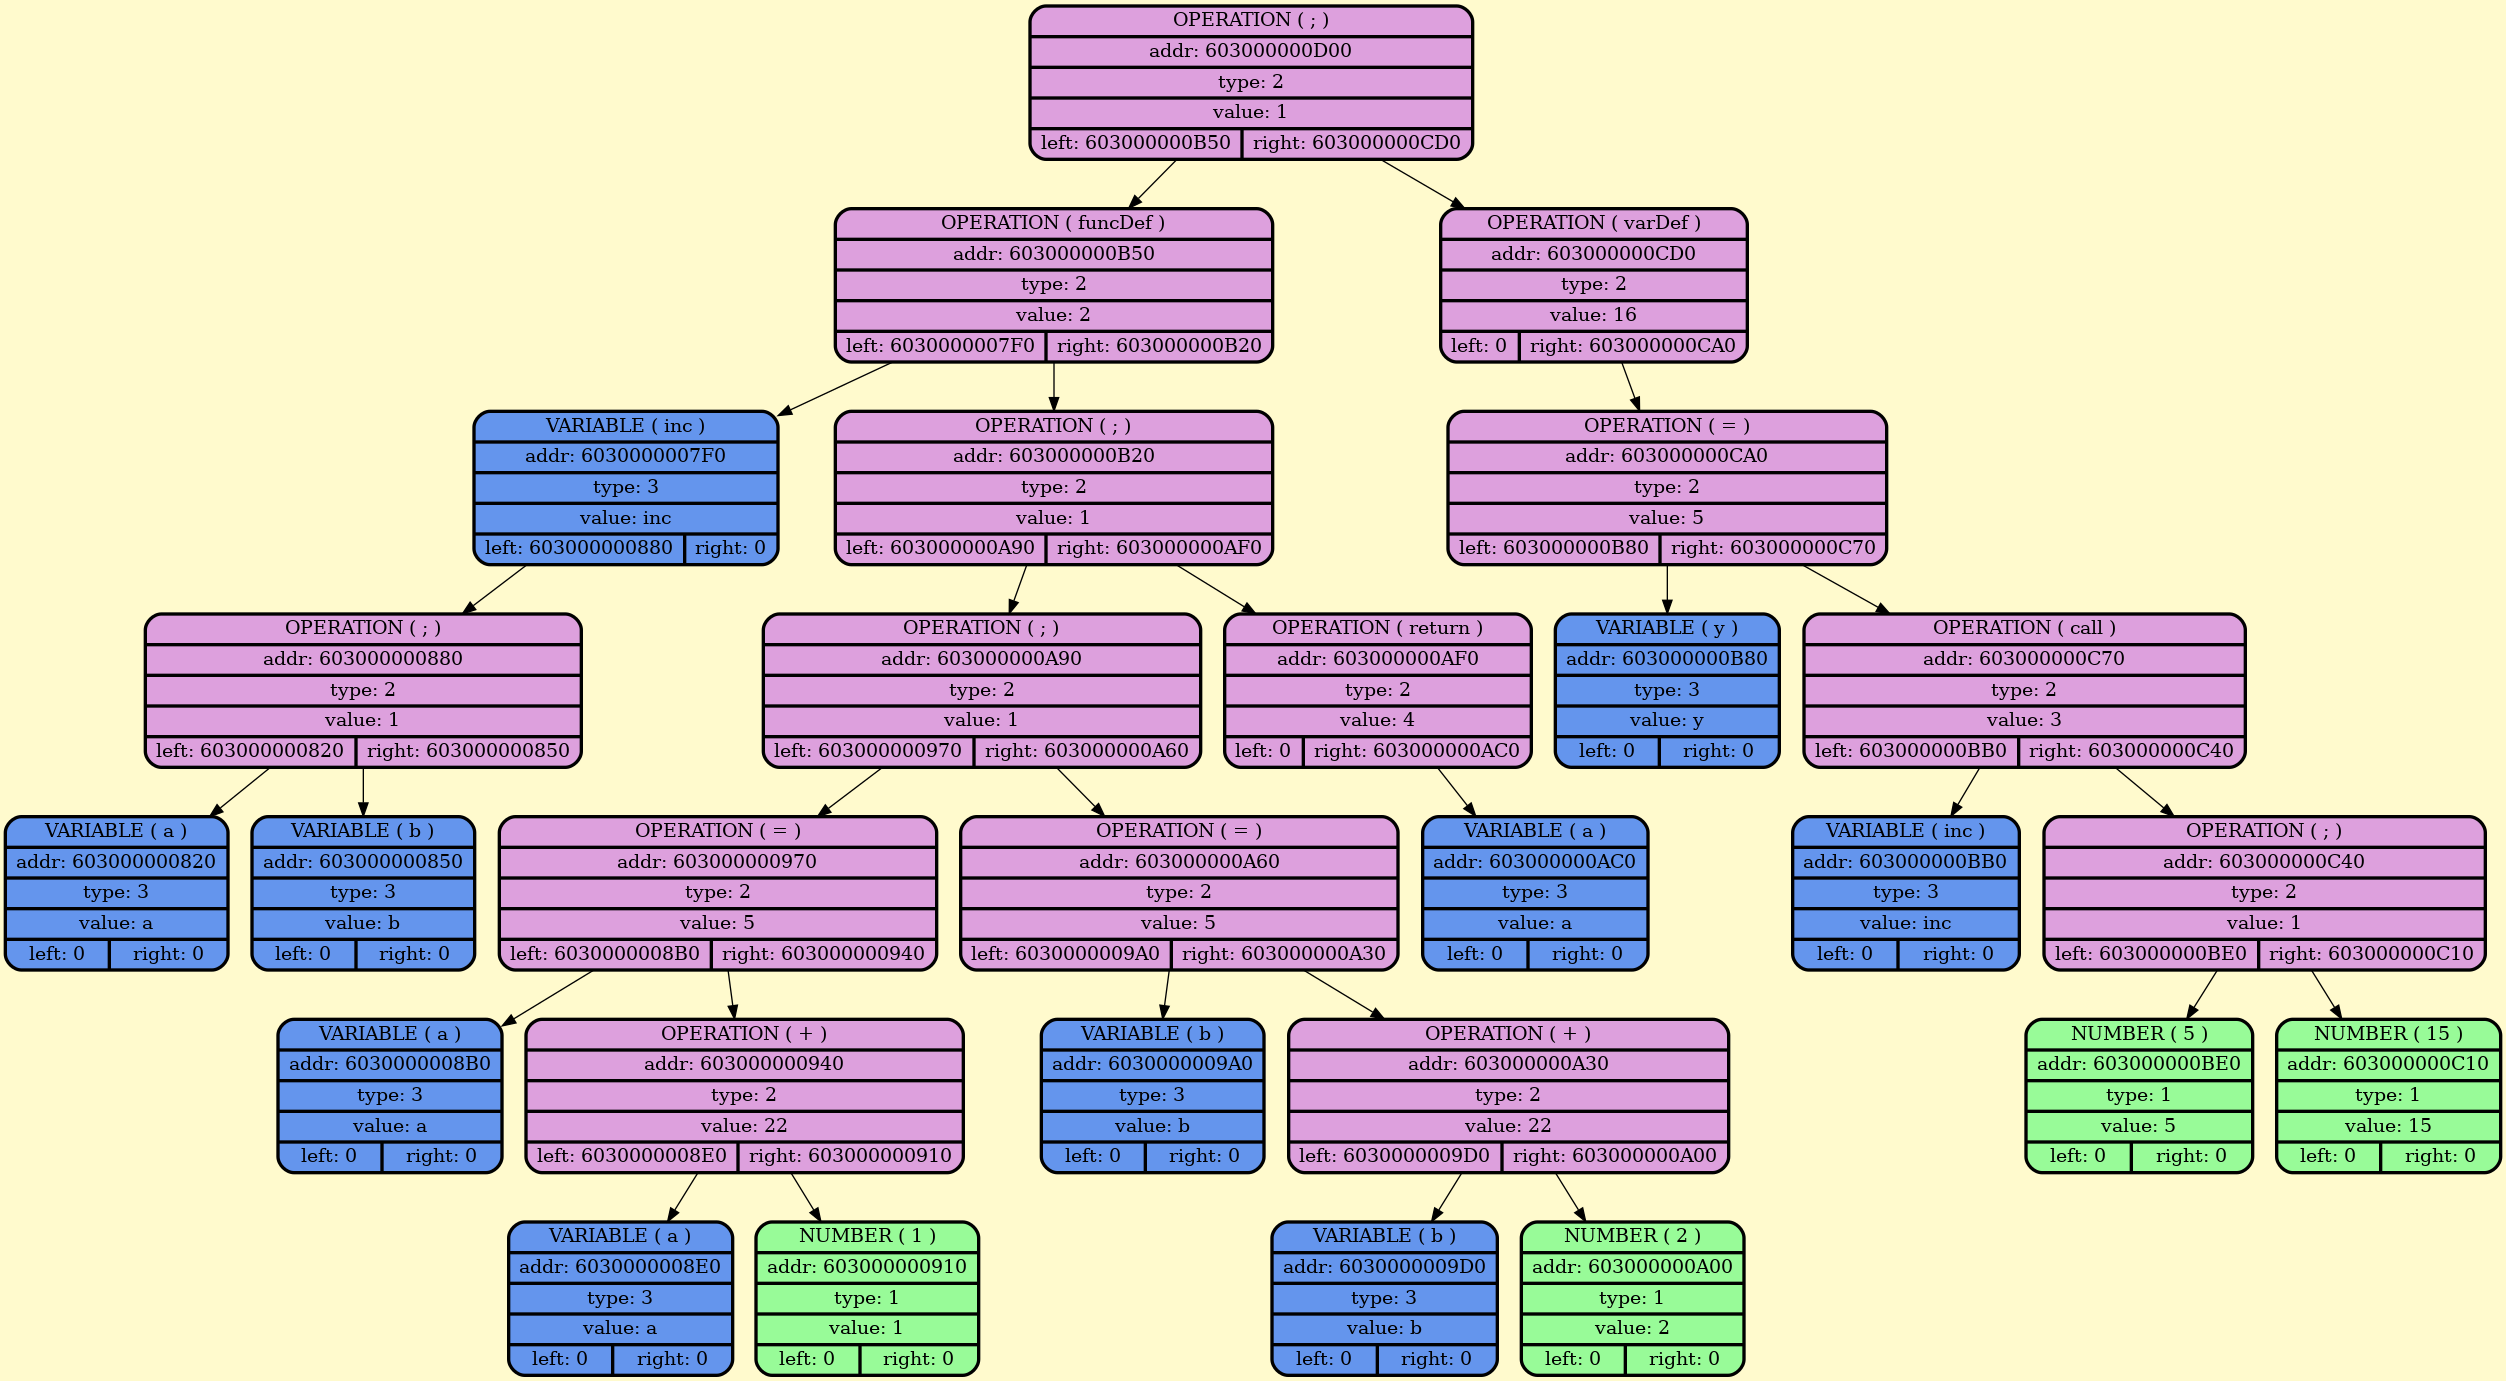 OPERATION ( ; )
addr: 603000000D00
type: 2
value: 1
left: 603000000B50 right: 603000000CD0
OPERATION ( funcDef )
addr: 603000000B50
type: 2
value: 2
left: 6030000007F0 right: 603000000B20
OPERATION ( varDef )
addr: 603000000CD0
type: 2
value: 16
left: 0 right: 603000000CA0
VARIABLE ( inc )
addr: 6030000007F0
type: 3
value: inc
left: 603000000880 right: 0
OPERATION ( ; )
addr: 603000000B20
type: 2
value: 1
left: 603000000A90 right: 603000000AF0
OPERATION ( = )
addr: 603000000CA0
type: 2
value: 5
left: 603000000B80 right: 603000000C70
OPERATION ( ; )
addr: 603000000880
type: 2
value: 1
left: 603000000820 right: 603000000850
OPERATION ( ; )
addr: 603000000A90
type: 2
value: 1
left: 603000000970 right: 603000000A60
OPERATION ( return )
addr: 603000000AF0
type: 2
value: 4
left: 0 right: 603000000AC0
VARIABLE ( y )
addr: 603000000B80
type: 3
value: y
left: 0 right: 0
OPERATION ( call )
addr: 603000000C70
type: 2
value: 3
left: 603000000BB0 right: 603000000C40
VARIABLE ( a )
addr: 603000000820
type: 3
value: a
left: 0 right: 0
VARIABLE ( b )
addr: 603000000850
type: 3
value: b
left: 0 right: 0
OPERATION ( = )
addr: 603000000970
type: 2
value: 5
left: 6030000008B0 right: 603000000940
OPERATION ( = )
addr: 603000000A60
type: 2
value: 5
left: 6030000009A0 right: 603000000A30
VARIABLE ( a )
addr: 603000000AC0
type: 3
value: a
left: 0 right: 0
VARIABLE ( inc )
addr: 603000000BB0
type: 3
value: inc
left: 0 right: 0
OPERATION ( ; )
addr: 603000000C40
type: 2
value: 1
left: 603000000BE0 right: 603000000C10
VARIABLE ( a )
addr: 6030000008B0
type: 3
value: a
left: 0 right: 0
OPERATION ( + )
addr: 603000000940
type: 2
value: 22
left: 6030000008E0 right: 603000000910
VARIABLE ( b )
addr: 6030000009A0
type: 3
value: b
left: 0 right: 0
OPERATION ( + )
addr: 603000000A30
type: 2
value: 22
left: 6030000009D0 right: 603000000A00
NUMBER ( 5 )
addr: 603000000BE0
type: 1
value: 5
left: 0 right: 0
NUMBER ( 15 )
addr: 603000000C10
type: 1
value: 15
left: 0 right: 0
VARIABLE ( a )
addr: 6030000008E0
type: 3
value: a
left: 0 right: 0
NUMBER ( 1 )
addr: 603000000910
type: 1
value: 1
left: 0 right: 0
VARIABLE ( b )
addr: 6030000009D0
type: 3
value: b
left: 0 right: 0
NUMBER ( 2 )
addr: 603000000A00
type: 1
value: 2
left: 0 right: 0